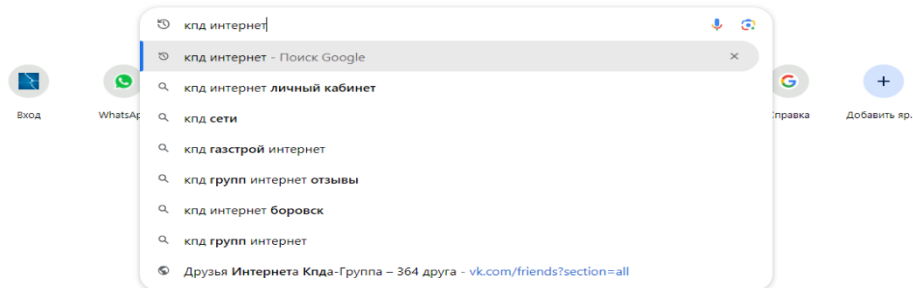 кпд интернет
кпд интернет - Поиск Google
кпд интернет личный кабинет
кпд сети
кпд газстрой интернет
кпд групп интернет отзывы
кпд интернет боровск
кпд групп интернет
Друзья Интернета Кпда-Группа – 364 друга - vk.com/friends?section=all
Вход
WhatsAp
правка
Добавить яр.